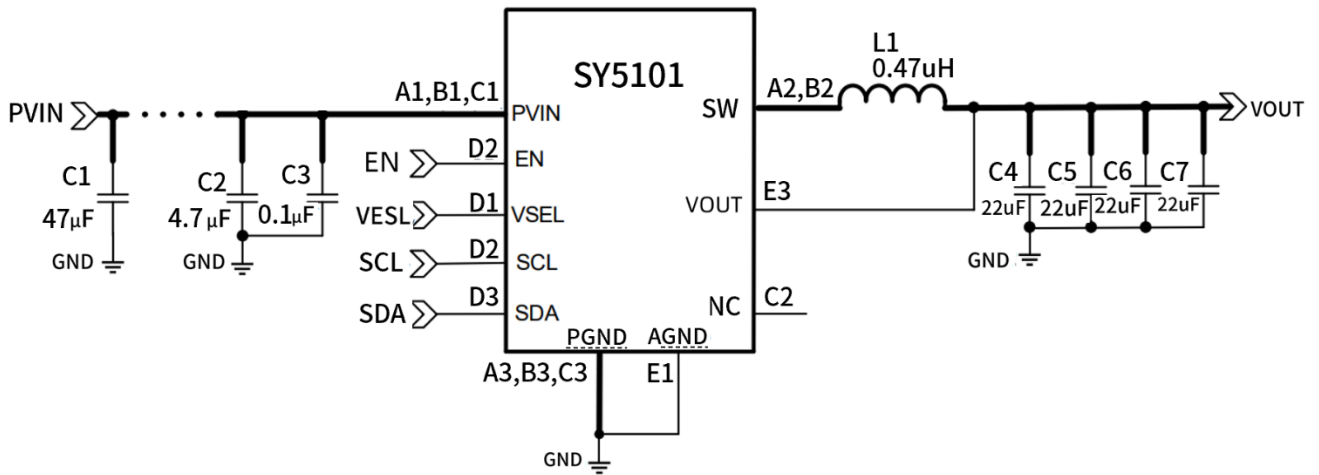 SY5101
L1
0.47uH
A1,B1,C1
A2,B2
PVIN
PVIN
SW
VOUT
D2
EN
EN
C1
47μF
C2
4.7μF
C3
0.1μF
D1
VESL
VSEL
VOUT
E3
C4
22uF
C5
22uF
C6
22uF
C7
22uF
GND
GND
D2
SCL
SCL
GND
D3
SDA
SDA
NC
C2
PGND
AGND
A3,B3,C3
E1
GND